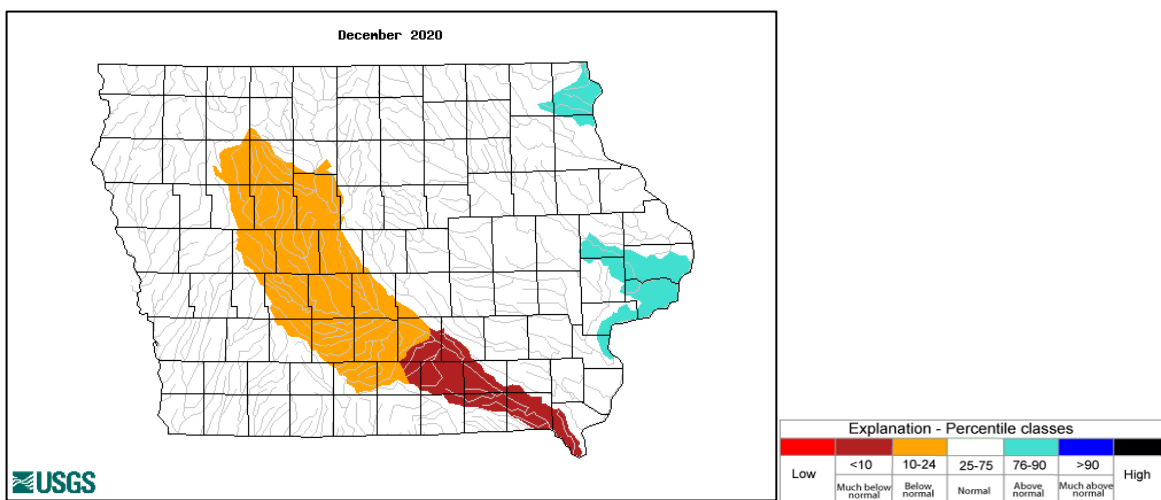 December 2020
USGS
Explanation - Percentile classes
Low
<10
10-24
25-75
76-90
>90
High
Much below
normal
Below
normal
Normal
Above
normal
Much above
normal